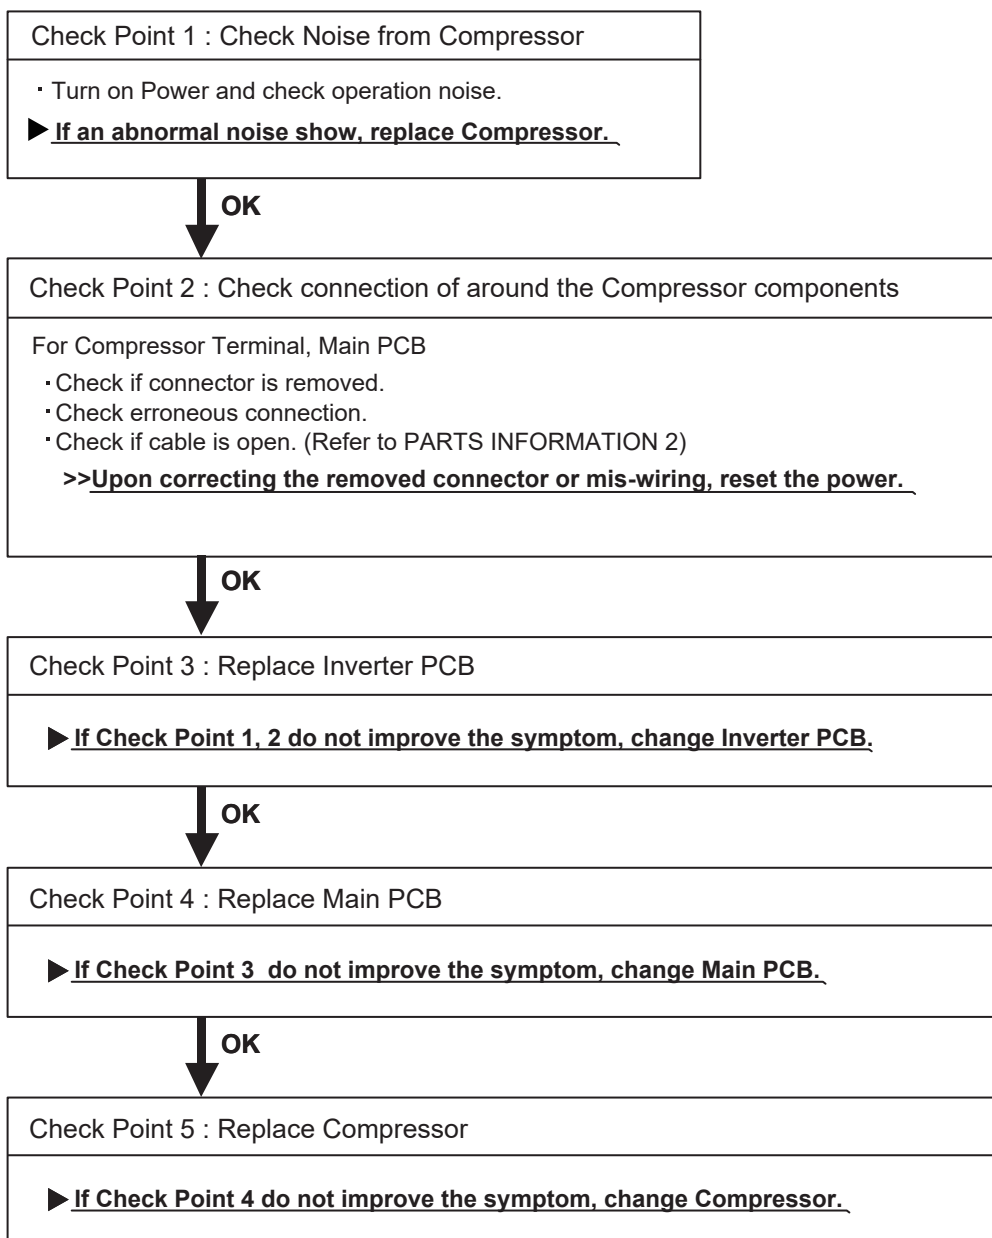 Check Point 1 : Check Noise from Compressor
・Turn on Power and check operation noise.
▶ If an abnormal noise show, replace Compressor.
OK
Check Point 2 : Check connection of around the Compressor components
For Compressor Terminal, Main PCB
・Check if connector is removed.
・Check erroneous connection.
・Check if cable is open. (Refer to PARTS INFORMATION 2)
>>Upon correcting the removed connector or mis-wiring, reset the power.
OK
Check Point 3 : Replace Inverter PCB
▶ If Check Point 1, 2 do not improve the symptom, change Inverter PCB.
OK
Check Point 4 : Replace Main PCB
▶ If Check Point 3 do not improve the symptom, change Main PCB.
OK
Check Point 5 : Replace Compressor
▶ If Check Point 4 do not improve the symptom, change Compressor.